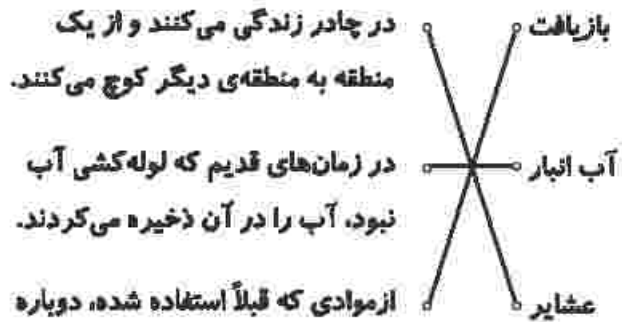 بازیافت
در چادر زندگی می‌کنند و از یک
منطقه به منطقه‌ی دیگر کوچ می‌کنند.
آب انبار
در زمان‌های قدیم که لوله‌کشی آب
نبود، آب را در آن ذخیره می‌کردند.
عشایر
ازموادی که قبلاً استفاده شده، دوباره